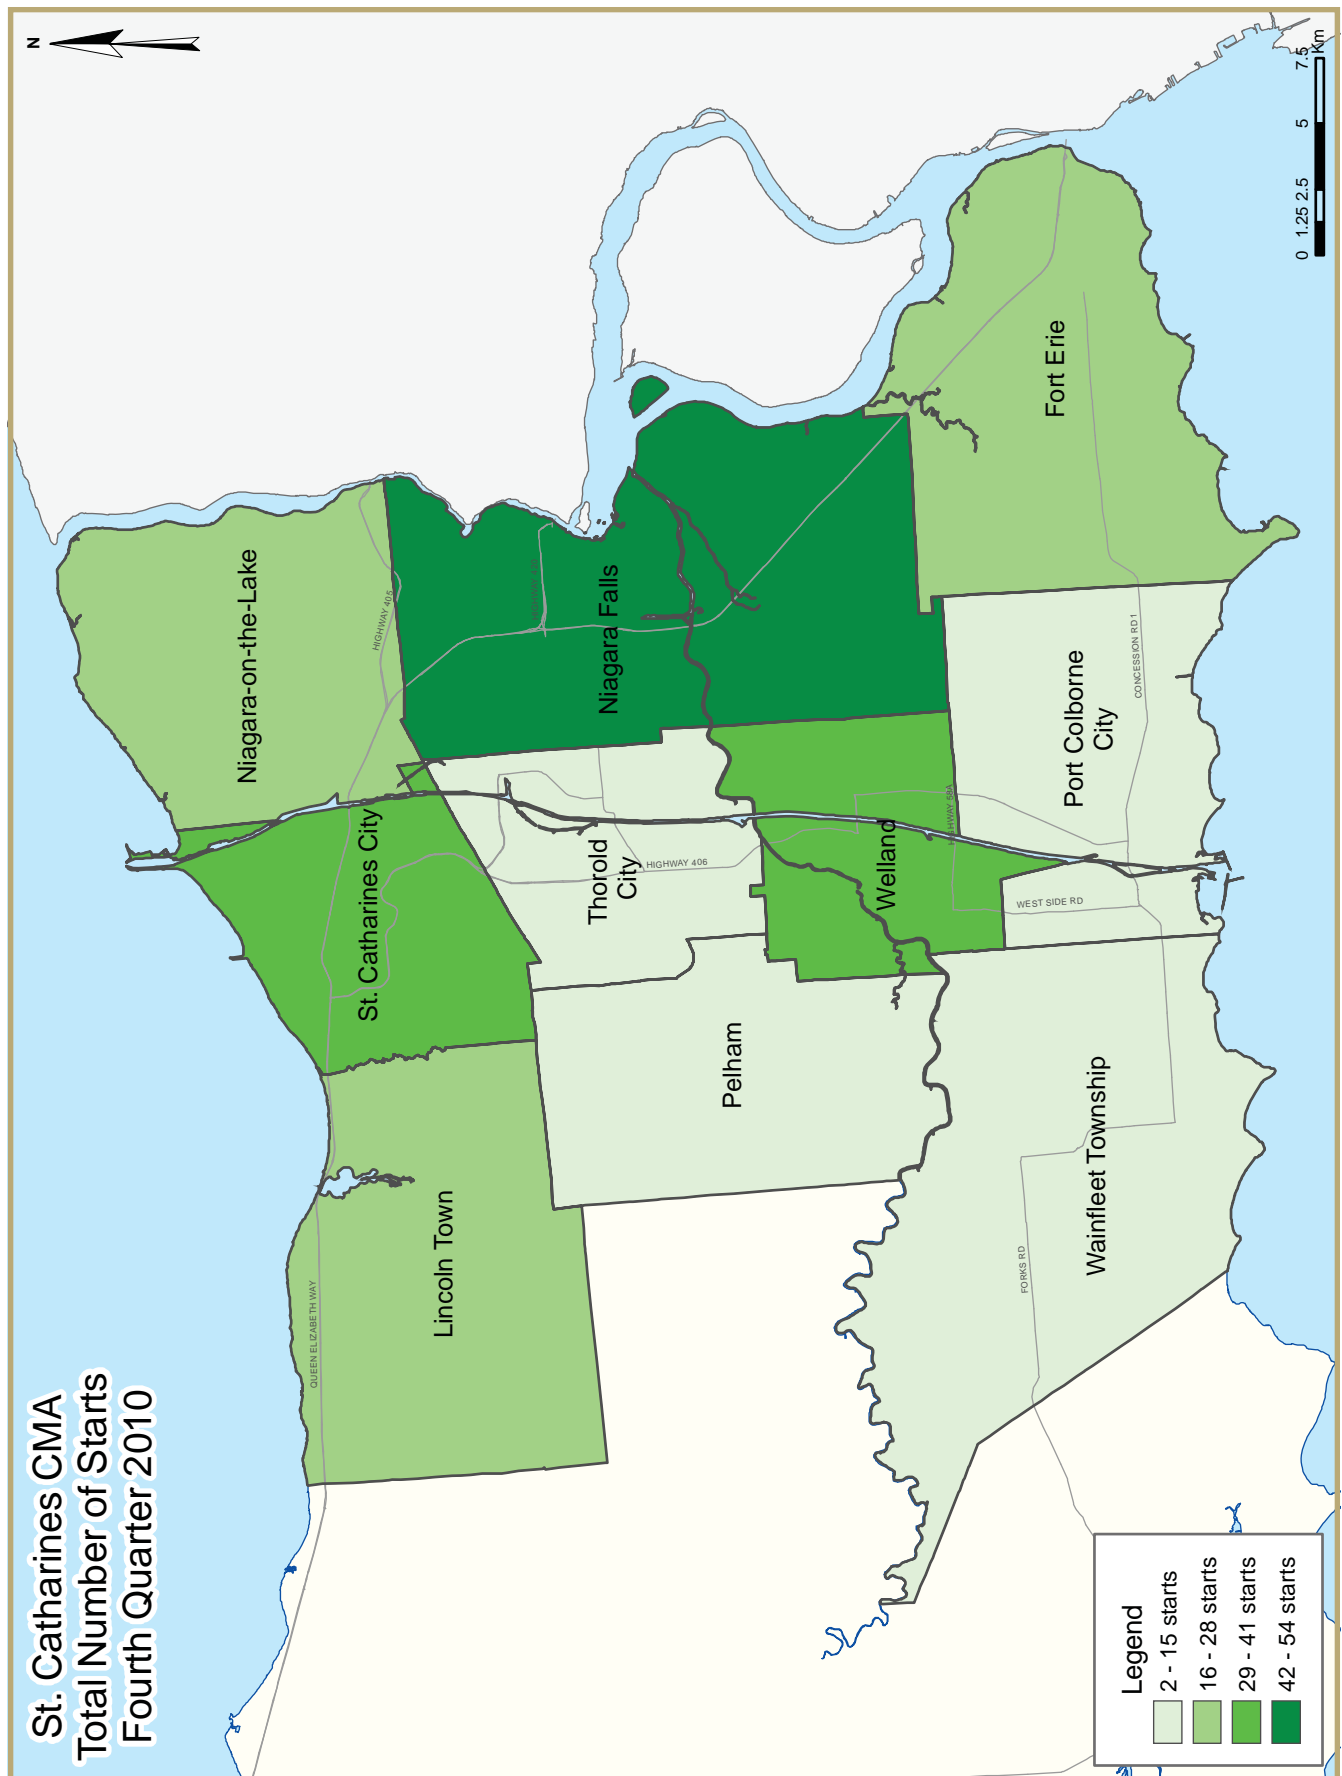 St. Catharines CMA
Total Number of Starts
Fourth Quarter 2010
N
Niagara-on-the-Lake
HIGHWAY 405
St. Catharines City
QUEEN ELIZABETH WAY
Lincoln Town
Niagara Falls
Thorold
City
HIGHWAY 406
Pelham
Welland
HIGHWAY 58A
Fort Erie
Port Colborne
City
CONCESSION RD 1
WEST SIDE RD
Wainfleet Township
FORKS RD
Legend
2 - 15 starts
16 - 28 starts
29 - 41 starts
42 - 54 starts
0 1.25 2.5 5 7.5
Km